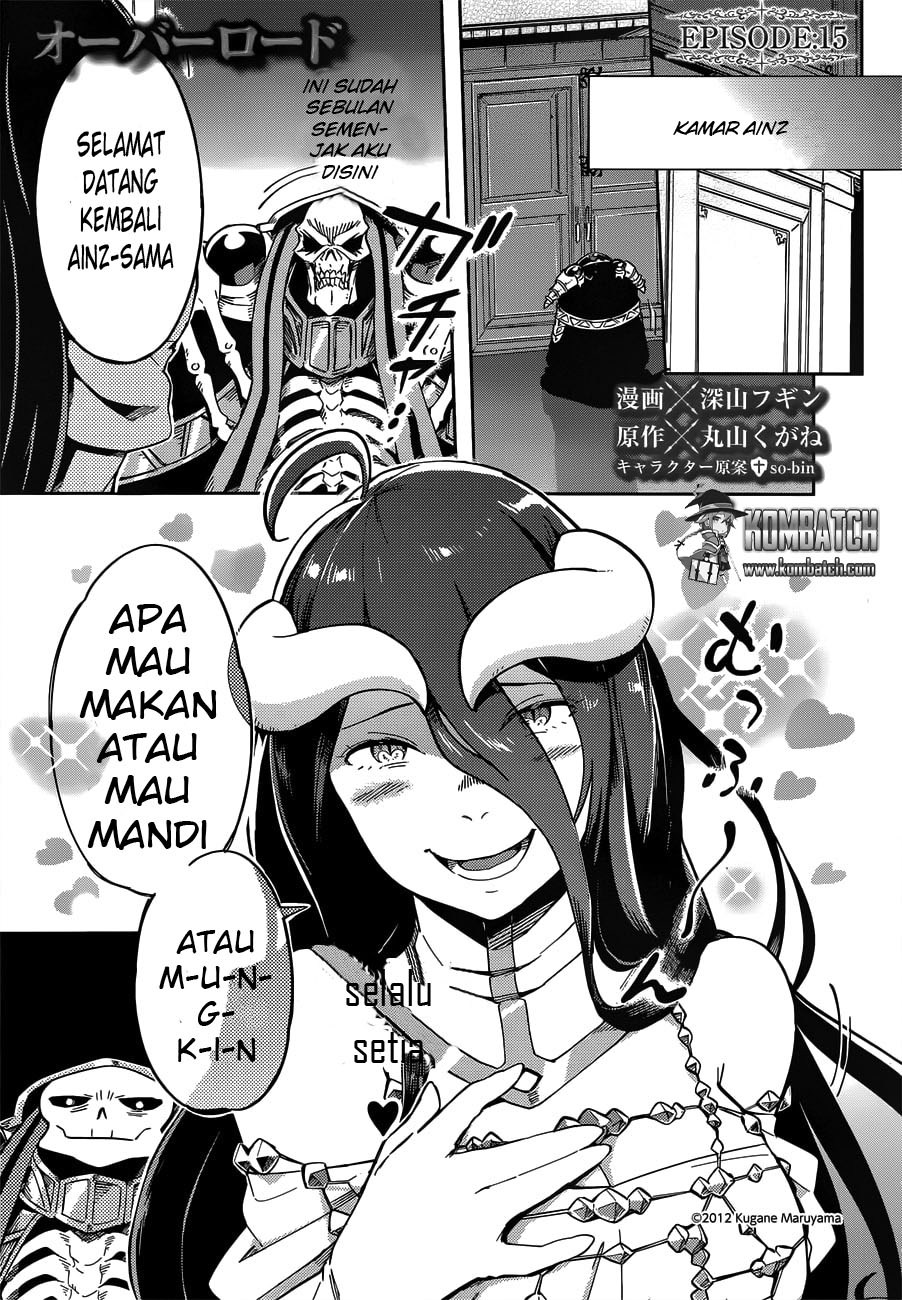 オーバーロード
EPISODE:15
KAMAR AINZ
INI SUDAH
SEBULAN
SEMEN-
JAK AKU
DISINI
SELAMAT
DATANG
KEMBALI
AINZ-SAMA
ガチャ…
漫画×深山フギン
原作×丸山くがね
キャラクター原案 so-bin
KOMBATCH
www.kombatch.com
APA
MAU
MAKAN
ATAU
MAU
MANDI
むっふーん
ATAU
M-U-N-
G-
K-I-N
selalu
setia
©2012 Kugane Maruyama